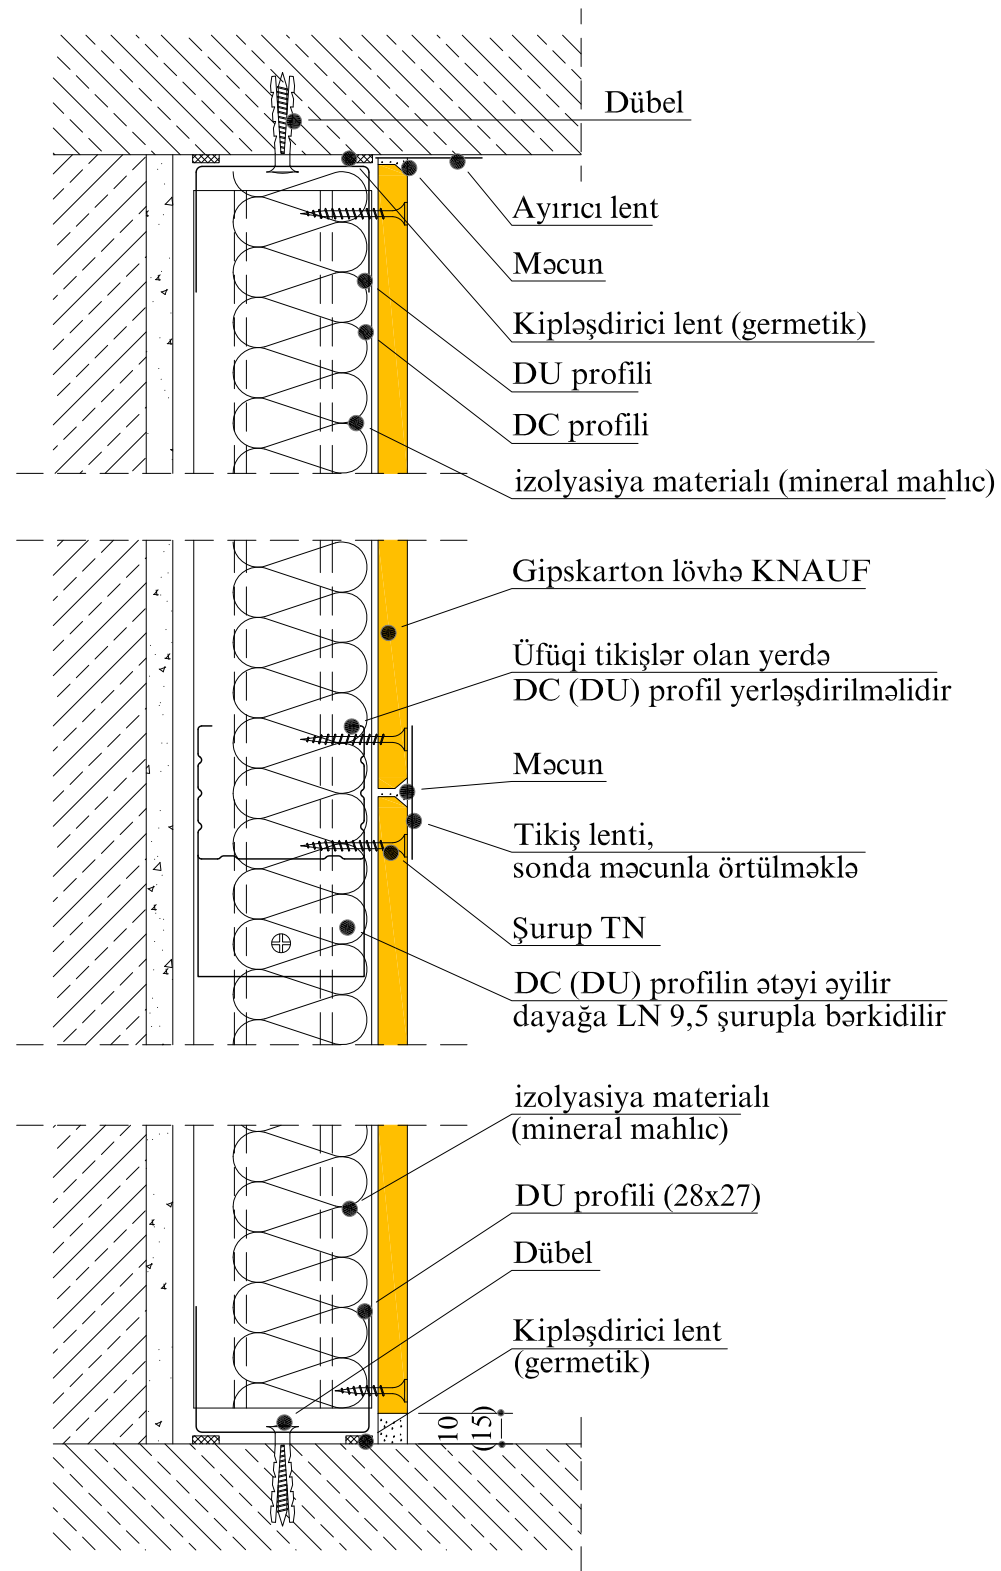 Dübel
Ayırıcı lent
Məcun
Kipləşdirici lent (germetik)
DU profili
DC profili
izolyasiya materialı (mineral mahlıc)
Gipskarton lövhə KNAUF
Üfüqi tikişlər olan yerdə
DC (DU) profil yerləşdirilməlidir
Məcun
Tikiş lenti,
sonda məcunla örtülməklə
Şurup TN
DC (DU) profilin ətəyi əyilir
dayağa LN 9,5 şurupla bərkidilir
izolyasiya materialı
(mineral mahlıc)
DU profili (28x27)
Dübel
Kipləşdirici lent
(germetik)
10
(15)